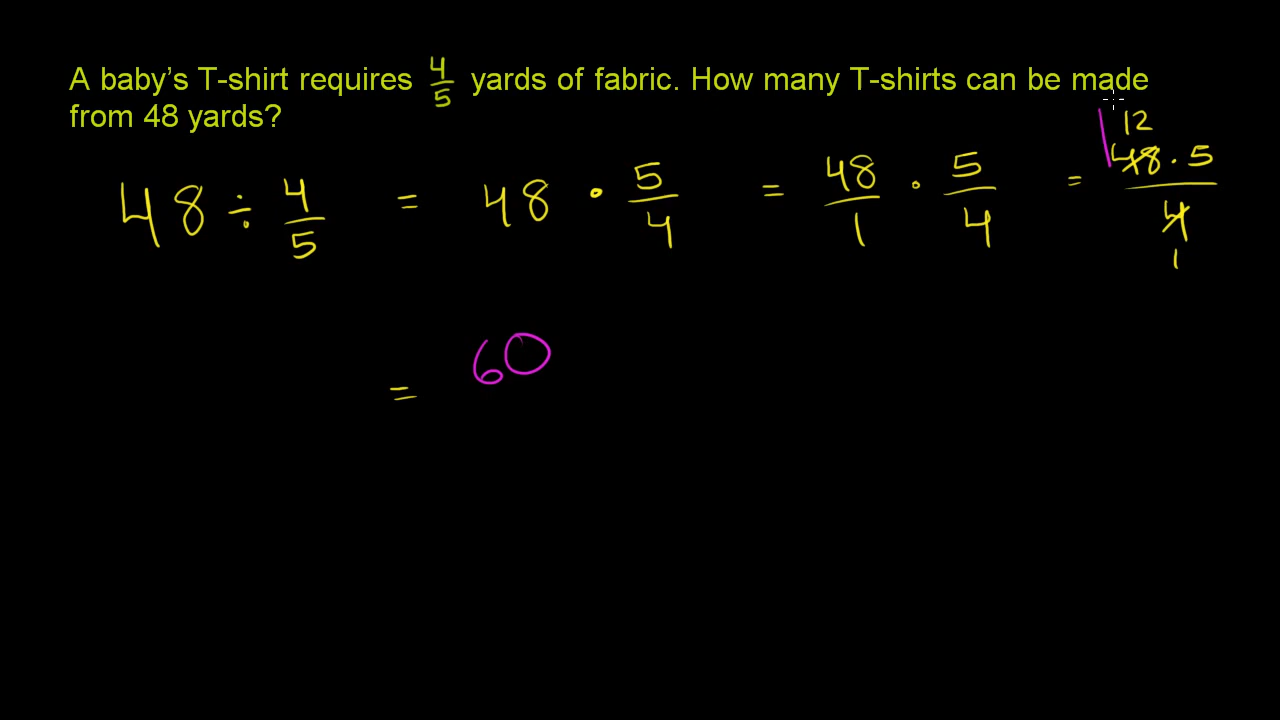 A baby's T-shirt requires 4/5 yards of fabric. How many T-shirts can be made
from 48 yards?
48 ÷ 4/5 = 48 · 5/4 = 48/1 · 5/4 = 48 · 5/4
12
1
= 60